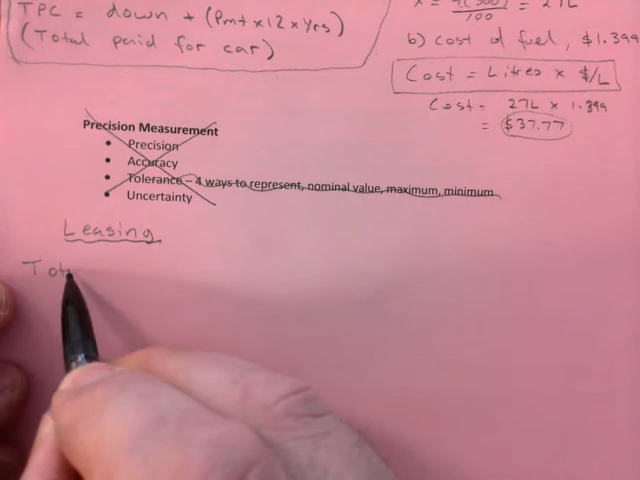 TPC = down + (Pmt x 12 x Yrs)
(Total paid for car)
100 = 27L
b) cost of fuel, $1.399
Cost = Litres x $/L
Cost = 27L x 1.399
= $37.77
Precision Measurement
• Precision
• Accuracy
• Tolerance – 4 ways to represent, nominal value, maximum, minimum
• Uncertainty
Leasing
Tot